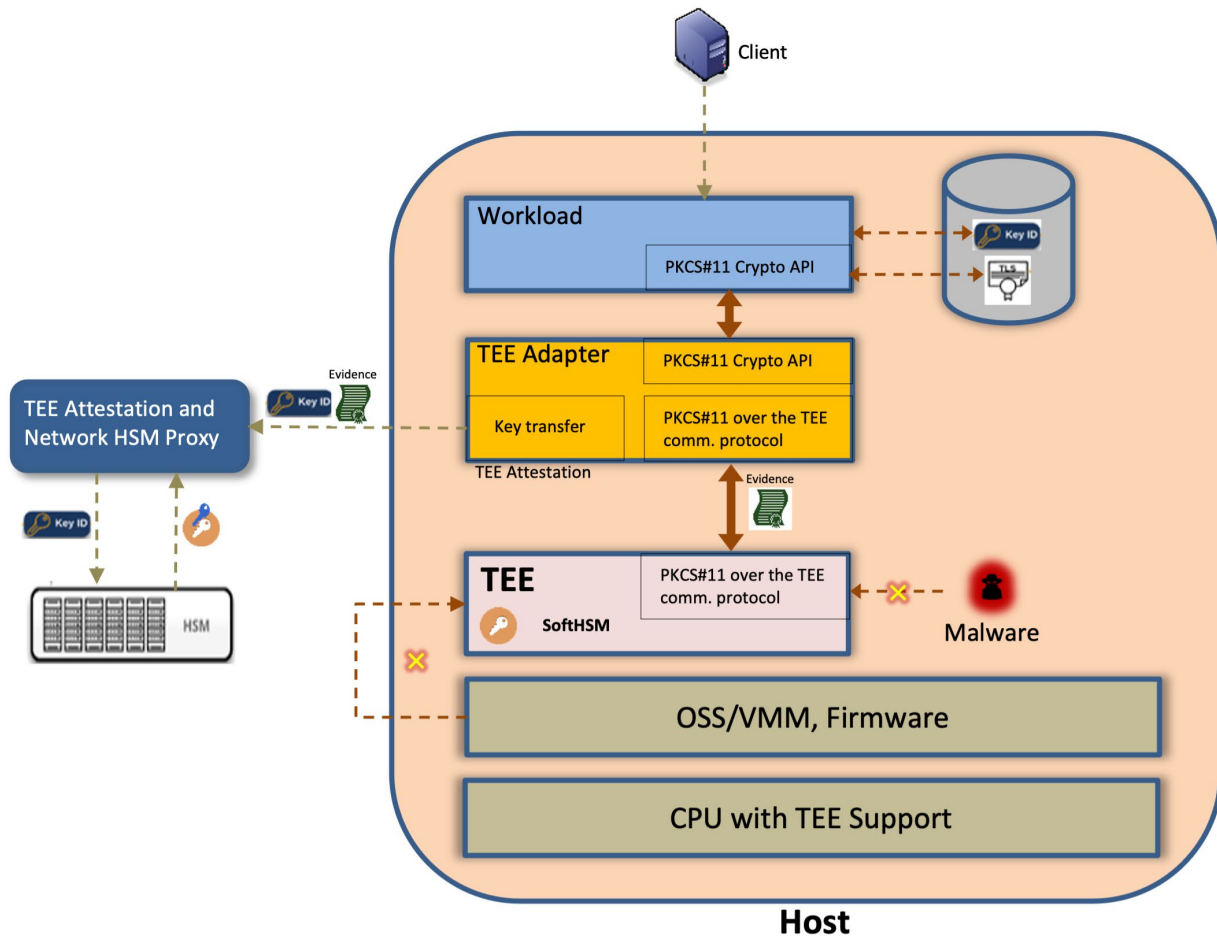 Client
Workload
PKCS#11 Crypto API
Key ID
TLS
TEE Adapter
PKCS#11 Crypto API
Key transfer
PKCS#11 over the TEE
comm. protocol
TEE Attestation
Evidence
Key ID
TEE Attestation and
Network HSM Proxy
Key ID
HSM
Evidence
TEE
PKCS#11 over the TEE
comm. protocol
SoftHSM
Malware
OSS/VMM, Firmware
CPU with TEE Support
Host